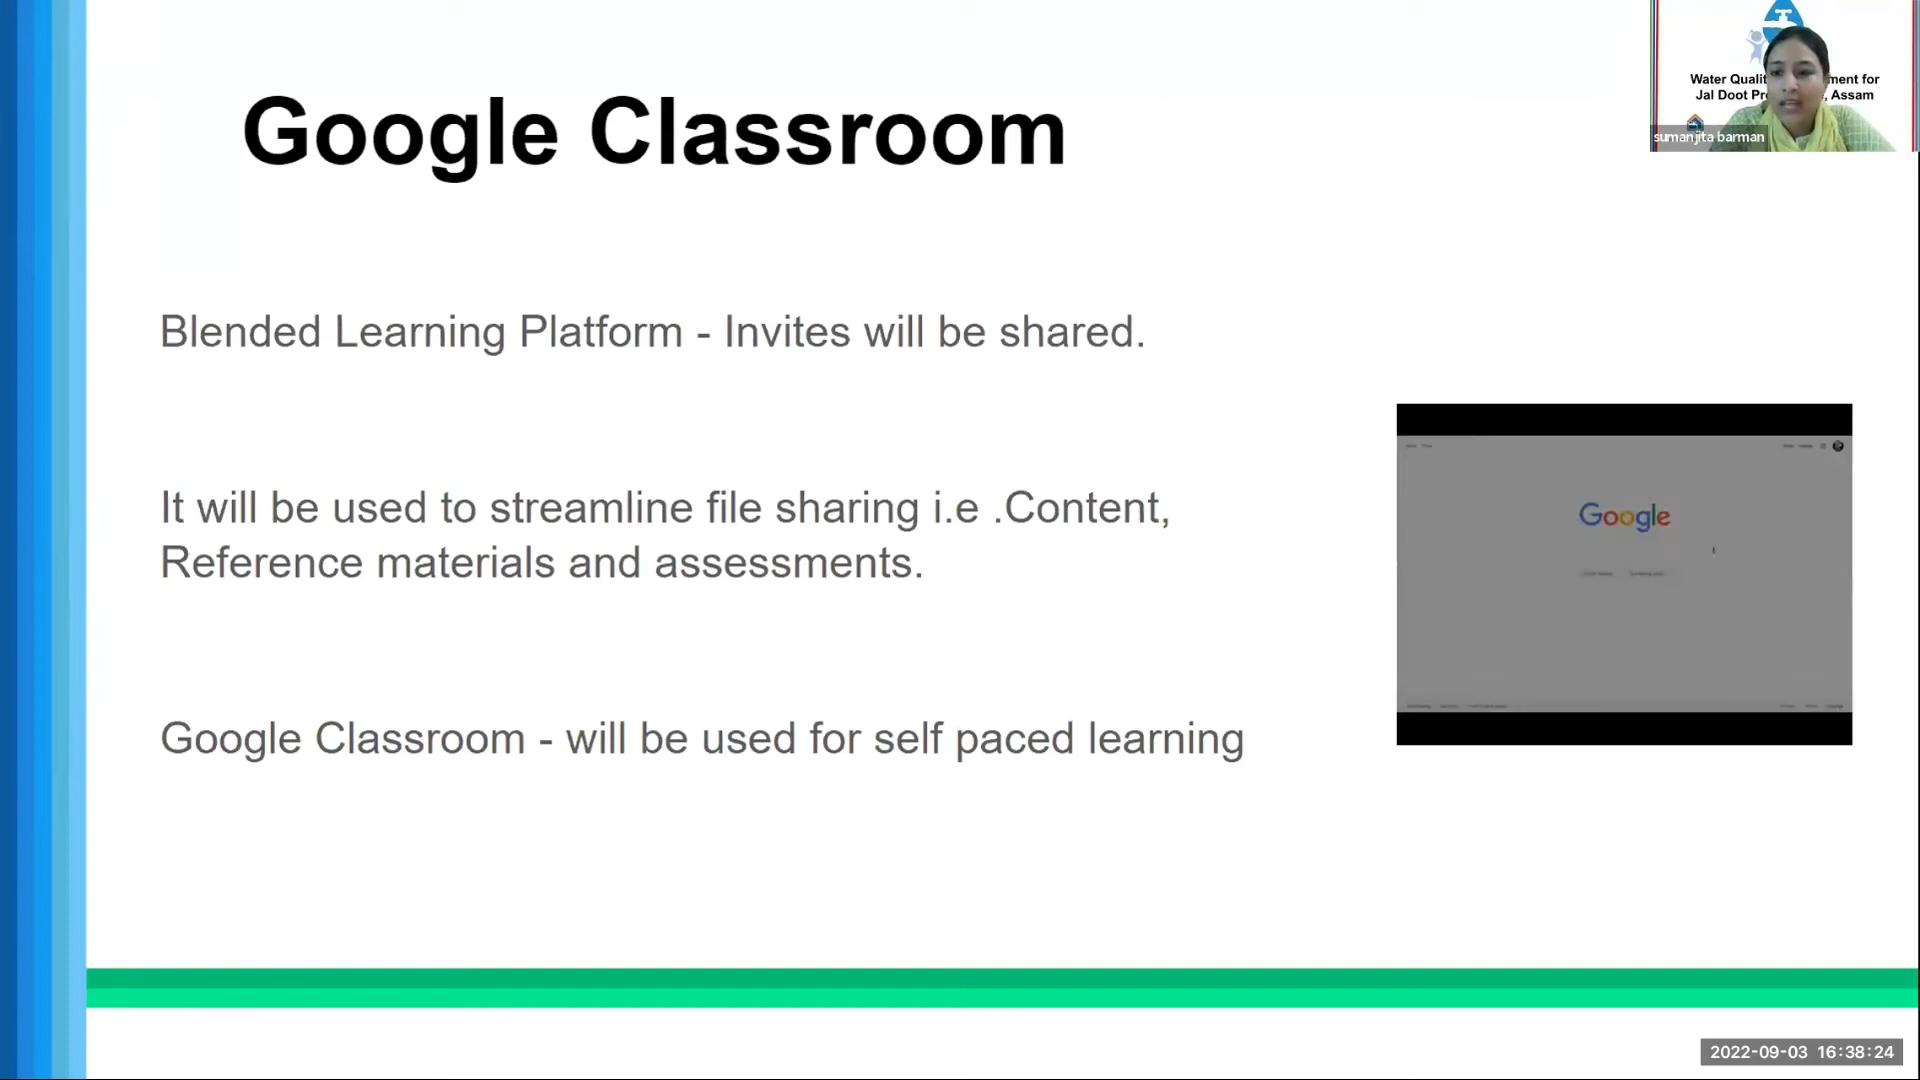 Google Classroom
Water Qualit ment for
Jal Doot Pro , Assam
sumanjita barman
Blended Learning Platform - Invites will be shared.
It will be used to streamline file sharing i.e .Content,
Reference materials and assessments.
Google
Google Classroom - will be used for self paced learning
2022-09-03 16:38:24